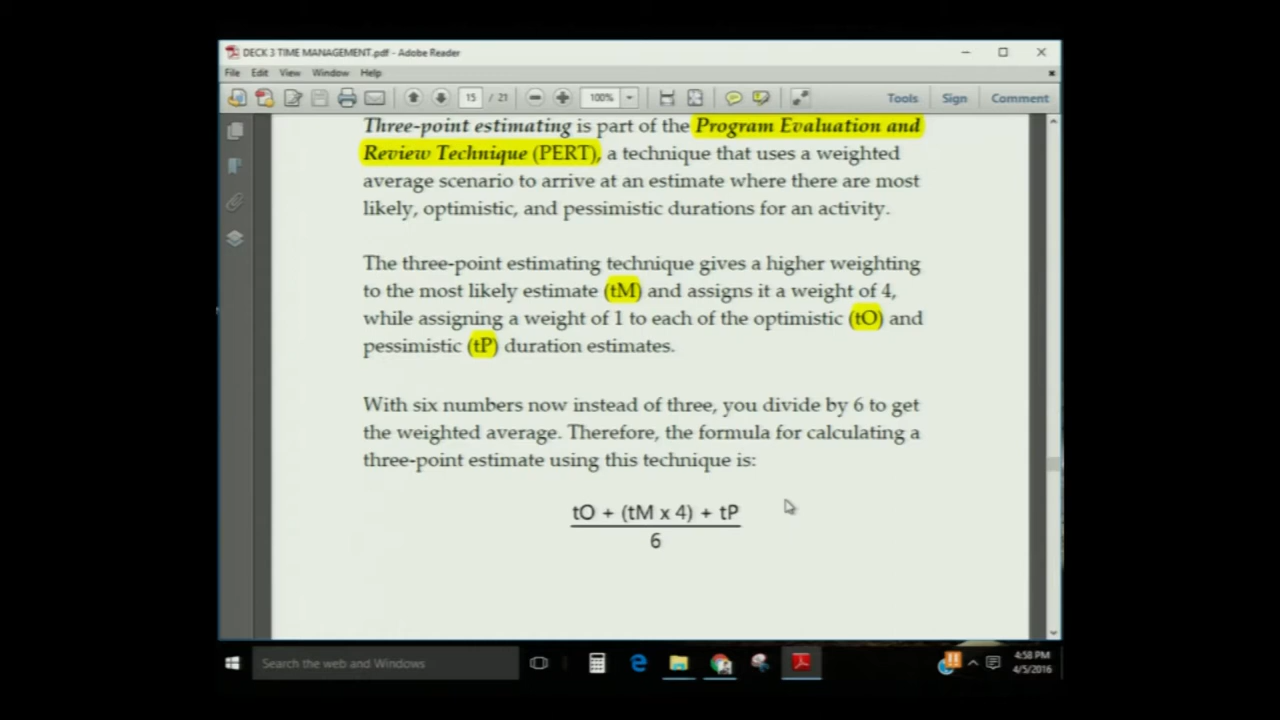 DECK 3 TIME MANAGEMENT.pdf - Adobe Reader
File Edit View Window Help
15 / 21 100% Tools Sign Comment
Three-point estimating is part of the Program Evaluation and
Review Technique (PERT), a technique that uses a weighted
average scenario to arrive at an estimate where there are most
likely, optimistic, and pessimistic durations for an activity.
The three-point estimating technique gives a higher weighting
to the most likely estimate (tM) and assigns it a weight of 4,
while assigning a weight of 1 to each of the optimistic (tO) and
pessimistic (tP) duration estimates.
With six numbers now instead of three, you divide by 6 to get
the weighted average. Therefore, the formula for calculating a
three-point estimate using this technique is:
tO + (tM x 4) + tP
6
Search the web and Windows
4:58 PM
4/5/2016